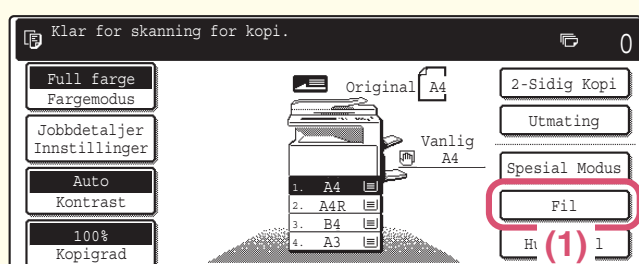 Klar for skanning for kopi.
0
Full farge
Fargemodus
Jobbdetaljer
Innstillinger
Auto
Kontrast
100%
Kopigrad
Original A4
Vanlig
A4
1. A4
2. A4R
3. B4
4. A3
2-Sidig Kopi
Utmating
Spesial Modus
Fil
(1)